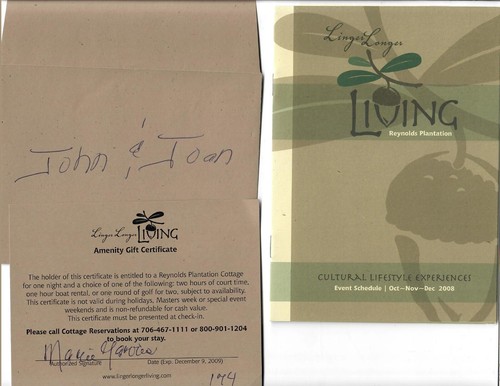 John & Joan
Linger Longer
LIVING
Amenity Gift Certificate
The holder of this certificate is entitled to a Reynolds Plantation Cottage
for one night and a choice of one of the following: two hours of court time,
one hour boat rental, or one round of golf for two, subject to availability.
This certificate is not valid during holidays, Masters week or special event
weekends and is non-refundable for cash value.
This certificate must be presented at check-in.
Please call Cottage Reservations at 706-467-1111 or 800-901-1204
to book your stay.
Authorized Signature
Date (Exp. December 9, 2009)
www.lingerlongerliving.com
194
Linger Longer
LIVING
Reynolds Plantation
CULTURAL LIFESTYLE EXPERIENCES
Event Schedule | Oct-Nov-Dec 2008